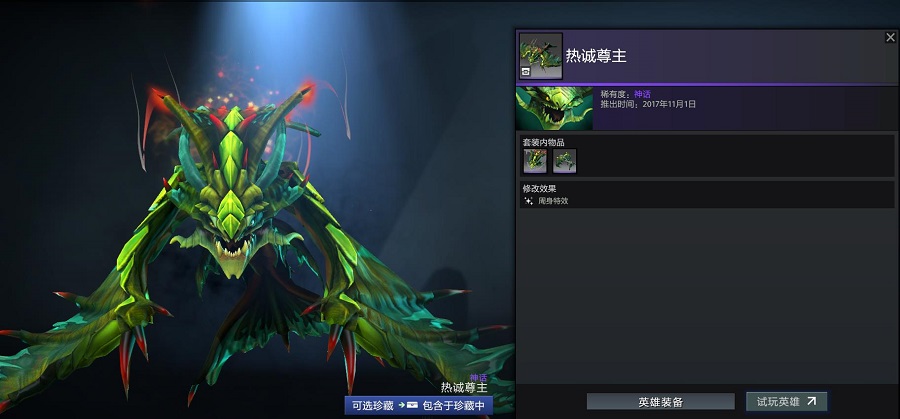 热诚尊主
稀有度：神话
推出时间：2017年11月1日
套装内物品
修改效果
周身特效
神话
热诚尊主
可选珍藏 包含于珍藏中
英雄装备
试玩英雄